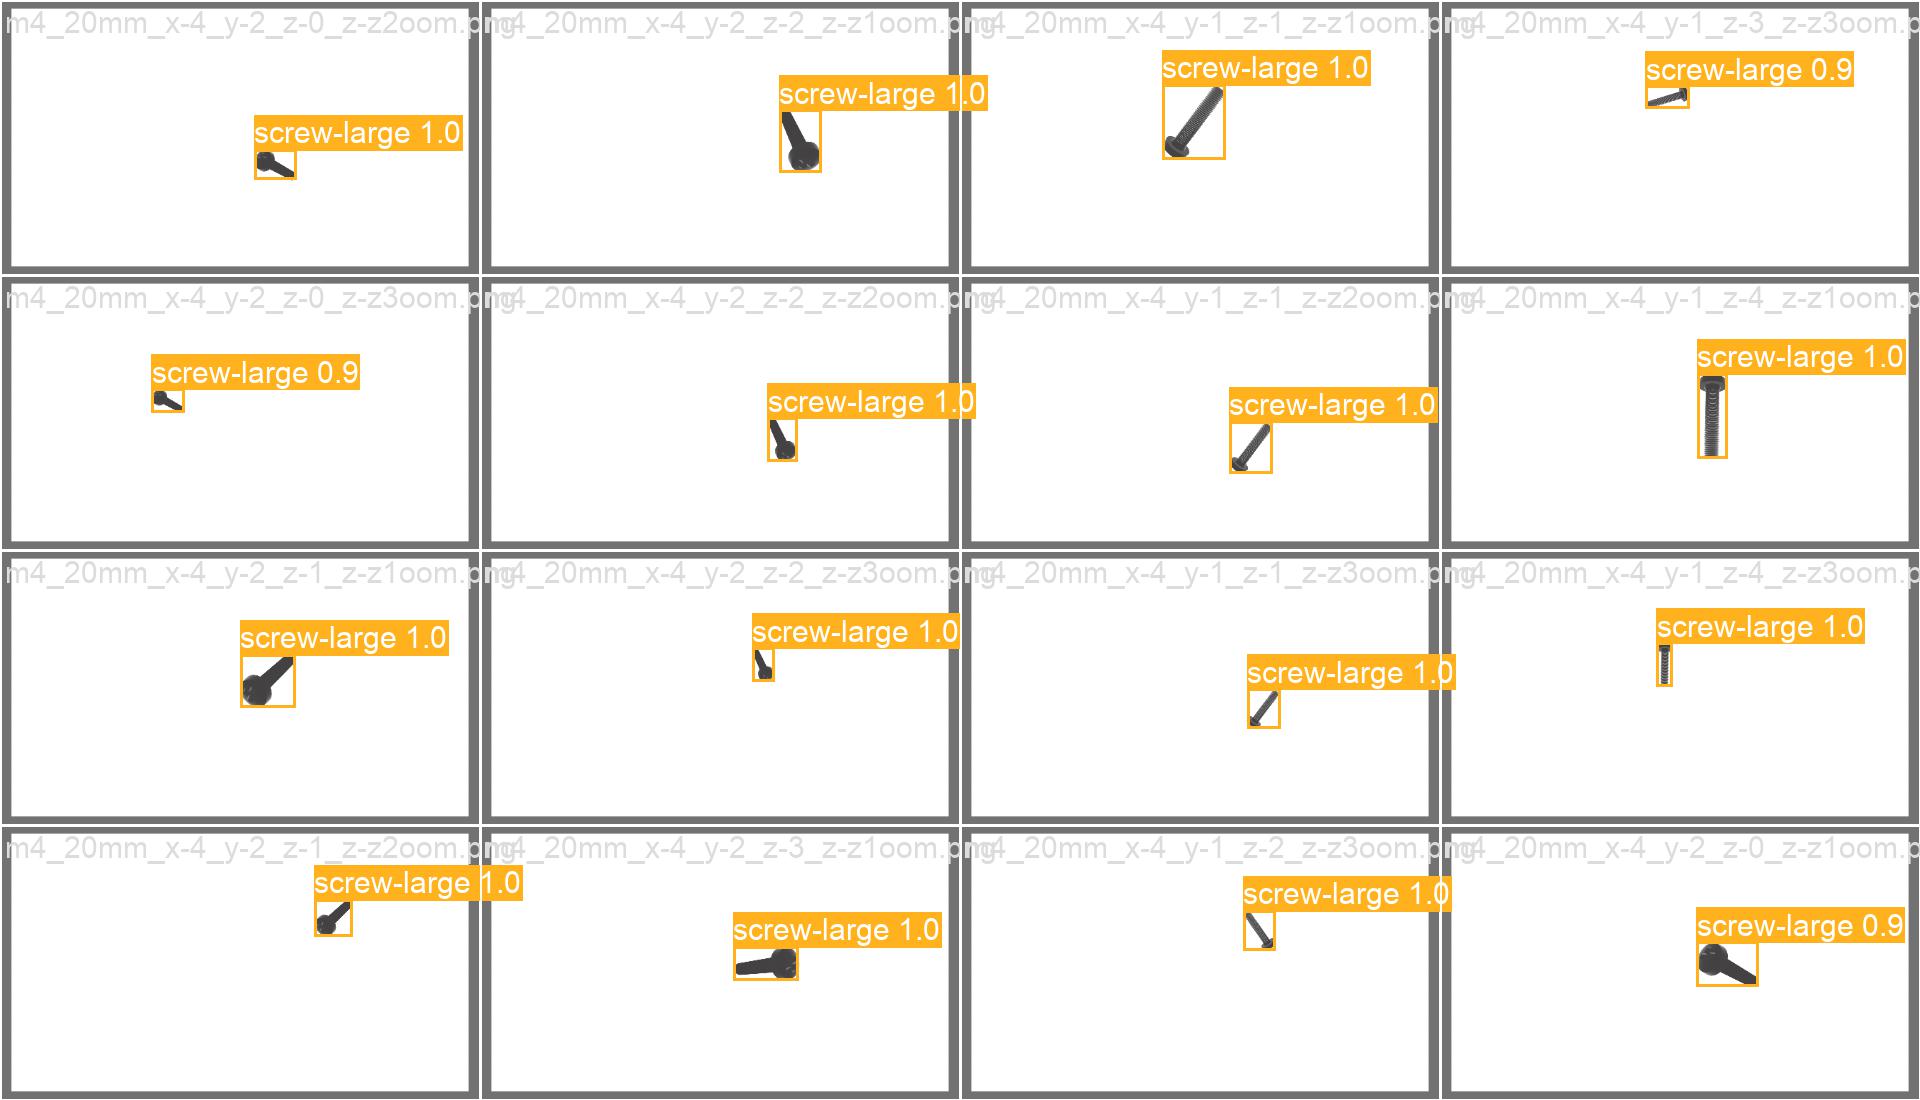 m4_20mm_x-4_y-2_z-0_z-z2oom.png
m4_20mm_x-4_y-2_z-2_z-z1oom.png
m4_20mm_x-4_y-1_z-1_z-z1oom.png
m4_20mm_x-4_y-1_z-3_z-z3oom.p
screw-large 1.0
screw-large 1.0
screw-large 1.0
screw-large 0.9
m4_20mm_x-4_y-2_z-0_z-z3oom.png
m4_20mm_x-4_y-2_z-2_z-z2oom.png
m4_20mm_x-4_y-1_z-1_z-z2oom.png
m4_20mm_x-4_y-1_z-4_z-z1oom.p
screw-large 0.9
screw-large 1.0
screw-large 1.0
screw-large 1.0
m4_20mm_x-4_y-2_z-1_z-z1oom.png
m4_20mm_x-4_y-2_z-2_z-z3oom.png
m4_20mm_x-4_y-1_z-1_z-z3oom.png
m4_20mm_x-4_y-1_z-4_z-z3oom.p
screw-large 1.0
screw-large 1.0
screw-large 1.0
screw-large 1.0
m4_20mm_x-4_y-2_z-1_z-z2oom.png
m4_20mm_x-4_y-2_z-3_z-z1oom.png
m4_20mm_x-4_y-1_z-2_z-z3oom.png
m4_20mm_x-4_y-2_z-0_z-z1oom.p
screw-large 1.0
screw-large 1.0
screw-large 1.0
screw-large 0.9